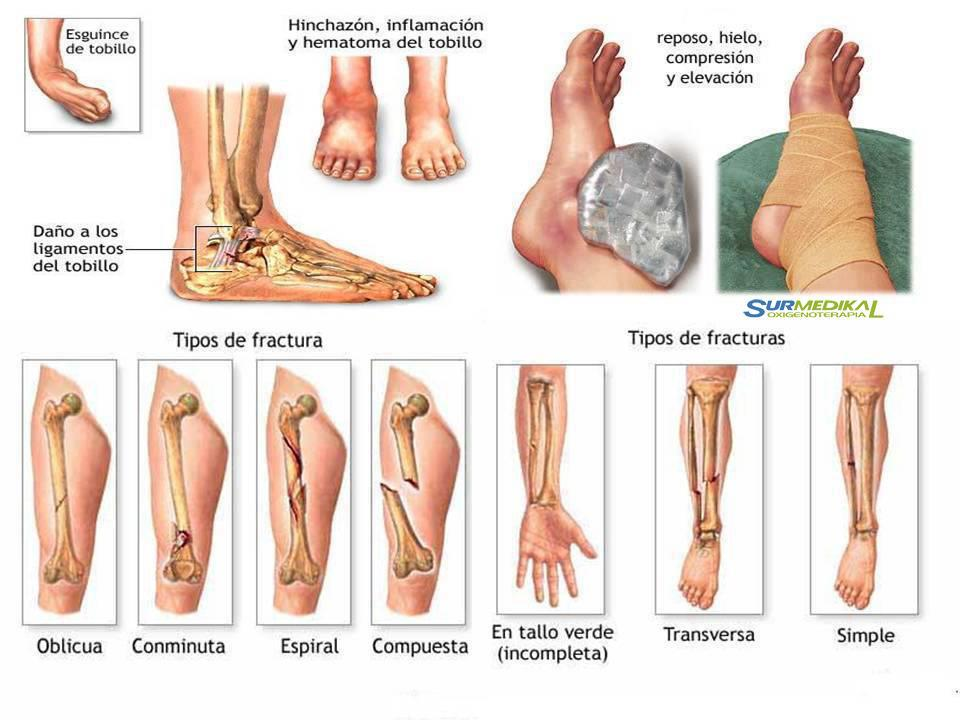 Esguince
de tobillo
Hinchazón, inflamación
y hematoma del tobillo
reposo, hielo,
compresión
y elevación
Daño a los
ligamentos
del tobillo
SURMEDIKAL
OXIGENOTERAPIA
Tipos de fractura
Tipos de fracturas
Oblicua
Conminuta
Espiral
Compuesta
En tallo verde
(incompleta)
Transversa
Simple